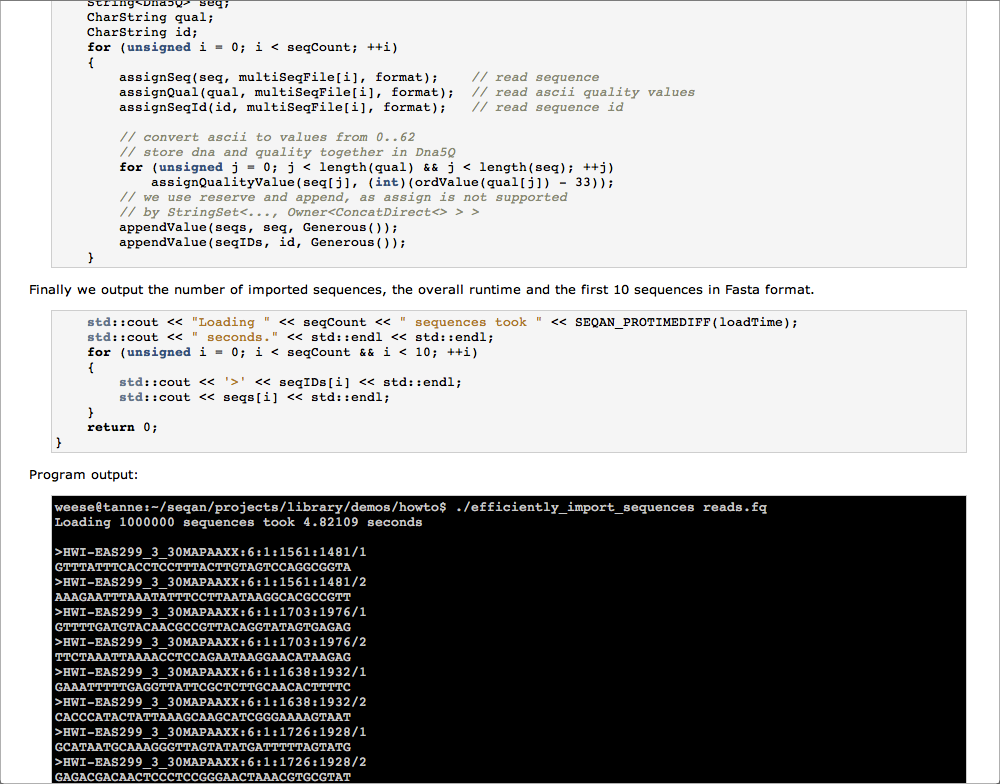 String<Dna5Q> seq;
CharString qual;
CharString id;
for (unsigned i = 0; i < seqCount; ++i)
{
assignSeq(seq, multiSeqFile[i], format); // read sequence
assignQual(qual, multiSeqFile[i], format); // read ascii quality values
assignSeqId(id, multiSeqFile[i], format); // read sequence id
// convert ascii to values from 0..62
// store dna and quality together in Dna5Q
for (unsigned j = 0; j < length(qual) && j < length(seq); ++j)
assignQualityValue(seq[j], (int)(ordValue(qual[j]) - 33));
// we use reserve and append, as assign is not supported
// by StringSet<..., Owner<ConcatDirect<> > >
appendValue(seqs, seq, Generous());
appendValue(seqIDs, id, Generous());
}
Finally we output the number of imported sequences, the overall runtime and the first 10 sequences in Fasta format.
std::cout << "Loading " << seqCount << " sequences took " << SEQAN_PROTIMEDIFF(loadTime);
std::cout << " seconds." << std::endl << std::endl;
for (unsigned i = 0; i < seqCount && i < 10; ++i)
{
std::cout << '>' << seqIDs[i] << std::endl;
std::cout << seqs[i] << std::endl;
}
return 0;
}
Program output:
weese@tanne:~/seqan/projects/library/demos/howto$ ./efficiently_import_sequences reads.fq
Loading 1000000 sequences took 4.82109 seconds
>HWI-EAS299_3_30MAPAAXX:6:1:1561:1481/1
GTTTATTTCACCTCCTTTACTTGTAGTCCAGGCGGTA
>HWI-EAS299_3_30MAPAAXX:6:1:1561:1481/2
AAAGAATTTAAATATTTCCTTAATAAGGCACGCCGTT
>HWI-EAS299_3_30MAPAAXX:6:1:1703:1976/1
GTTTTGATGTACAACGCCGTTACAGGTATAGTGAGAG
>HWI-EAS299_3_30MAPAAXX:6:1:1703:1976/2
TTCTAAATTAAAACCTCCAGAATAAGGAACATAAGAG
>HWI-EAS299_3_30MAPAAXX:6:1:1638:1932/1
GAAATTTTTGAGGTTATTCGCTCTTGCAACACTTTTC
>HWI-EAS299_3_30MAPAAXX:6:1:1638:1932/2
CACCCATACTATTAAAGCAAGCATCGGGAAAAGTAAT
>HWI-EAS299_3_30MAPAAXX:6:1:1726:1928/1
GCATAATGCAAAGGGTTAGTATATGATTTTTAGTATG
>HWI-EAS299_3_30MAPAAXX:6:1:1726:1928/2
GAGACGACAACTCCCTCCGGGAACTAAACGTGCGTAT